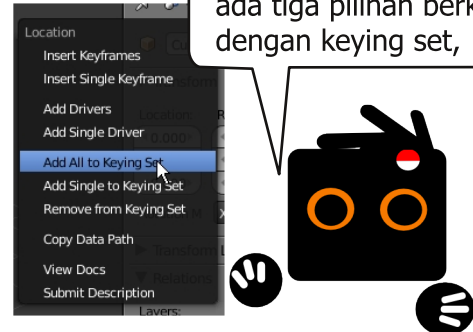 ada tiga pilihan
dengan keying set,
Location
Insert Keyframes
Insert Single Keyframe
Add Drivers
Add Single Driver
Add All to Keying Set
Add Single to Keying Set
Remove from Keying Set
Copy Data Path
View Docs
Submit Description
Layers: